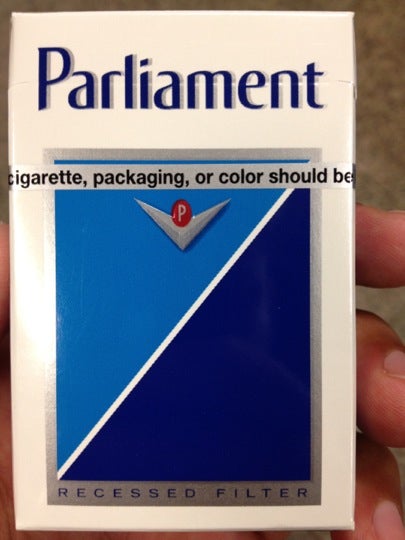 Parliament
cigarette, packaging, or color should be
P
RECESSED FILTER